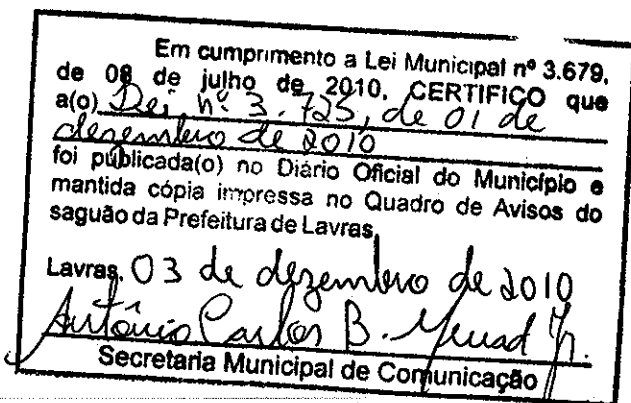 Em cumprimento a Lei Municipal nº 3.679,
de 08 de julho de 2010, CERTIFICO que
a(o) Lei nº 3.725, de 01 de
dezembro de 2010
foi publicada(o) no Diário Oficial do Município e
mantida cópia impressa no Quadro de Avisos do
saguão da Prefeitura de Lavras.
Lavras, 03 de dezembro de 2010
Antônio Carlos B.
Secretaria Municipal de Comunicação